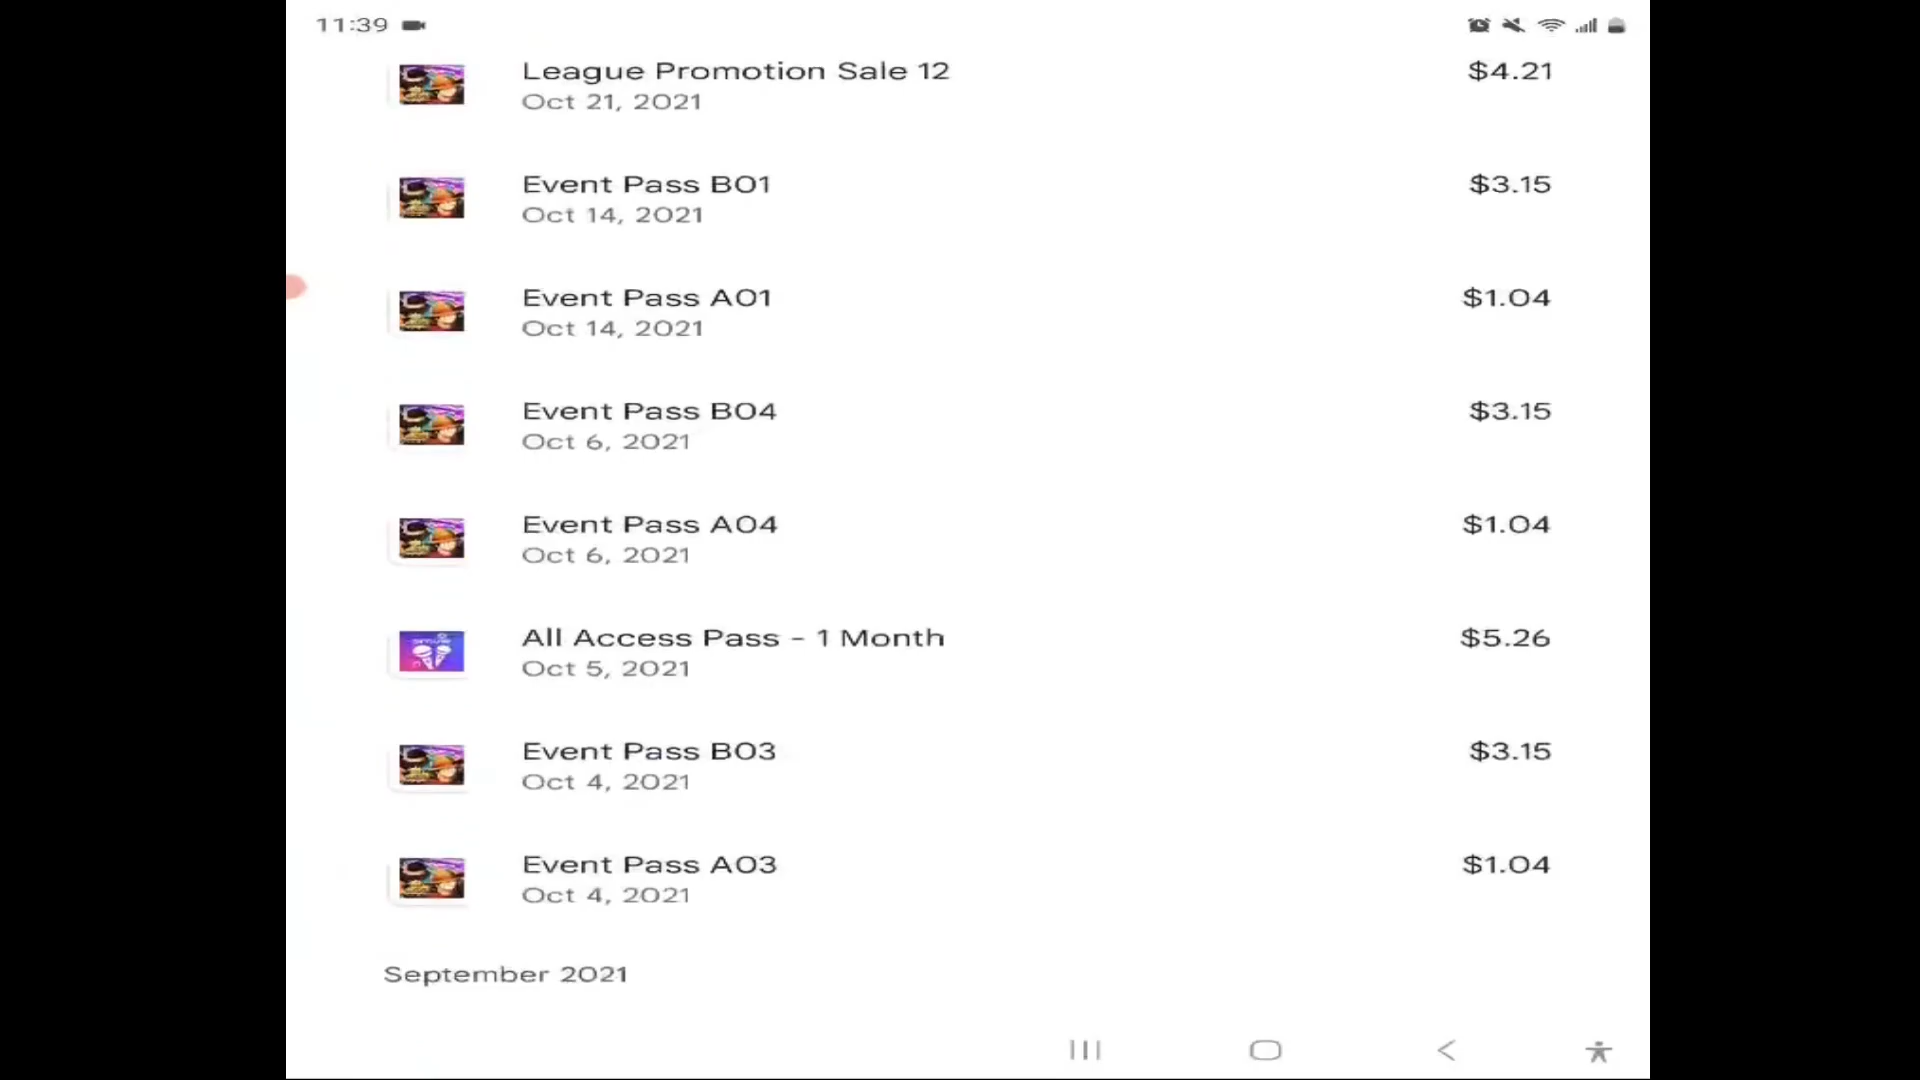 11:39
League Promotion Sale 12
$4.21
Oct 21, 2021
Event Pass B01
$3.15
Oct 14, 2021
Event Pass A01
$1.04
Oct 14, 2021
Event Pass B04
$3.15
Oct 6, 2021
Event Pass A04
$1.04
Oct 6, 2021
All Access Pass - 1 Month
$5.26
Oct 5, 2021
Event Pass B03
$3.15
Oct 4, 2021
Event Pass A03
$1.04
Oct 4, 2021
September 2021